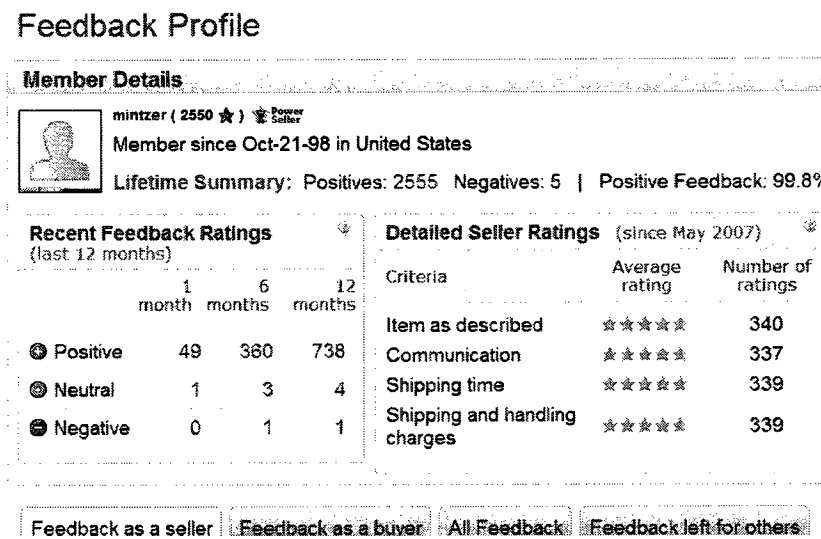 Feedback Profile
Member Details
mintzer ( 2550 ★ ) Power Seller
Member since Oct-21-98 in United States
Lifetime Summary: Positives: 2555 Negatives: 5 | Positive Feedback: 99.8%
Recent Feedback Ratings
(last 12 months)
1 month 6 months 12 months
Positive 49 360 738
Neutral 1 3 4
Negative 0 1 1
Detailed Seller Ratings (since May 2007)
Criteria Average rating Number of ratings
Item as described 340
Communication 337
Shipping time 339
Shipping and handling charges 339
Feedback as a seller Feedback as a buyer All Feedback Feedback left for others